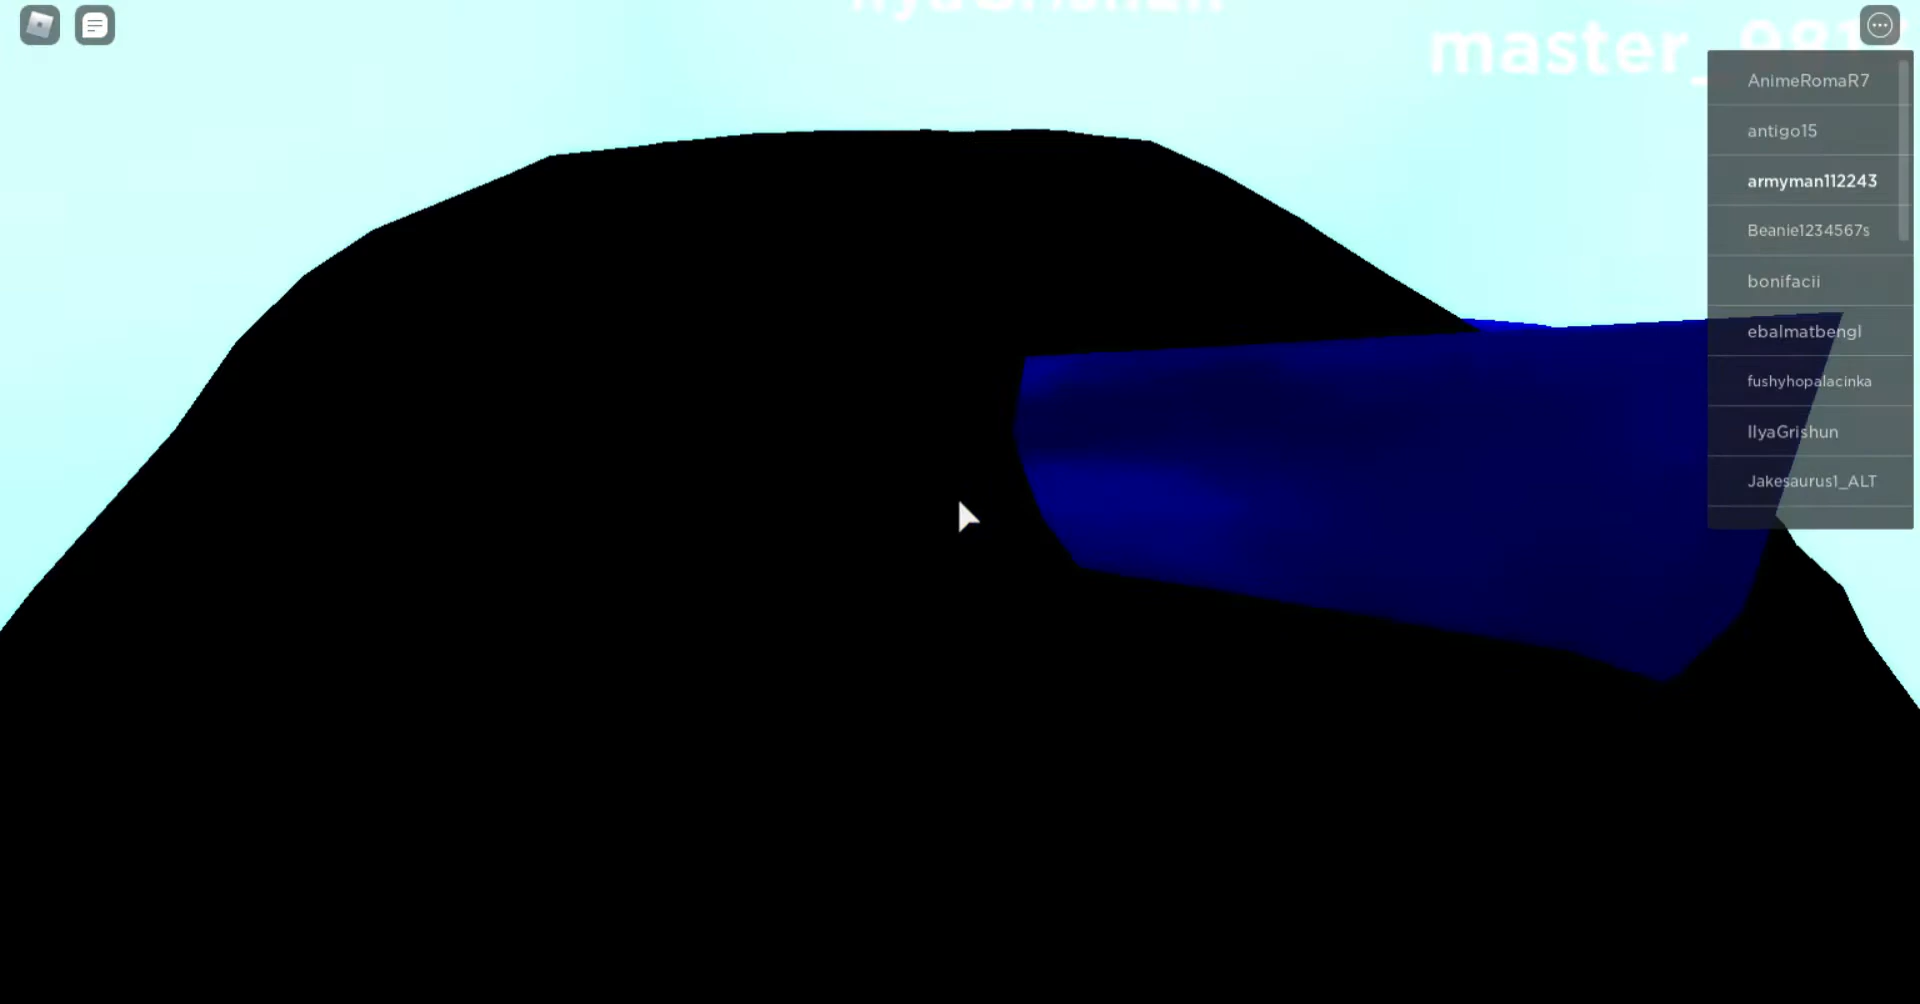 AnimeRomaR7
antigo15
armyman112243
Beanie1234567s
bonifacii
ebalmatbengl
fushyhopalacinka
IlyaGrishun
Jakesaurus1_ALT